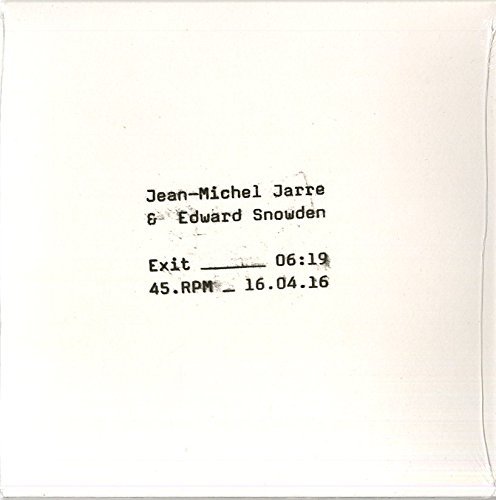 Jean-Michel Jarre
& Edward Snowden
Exit ______ 06:19
45.RPM _ 16.04.16